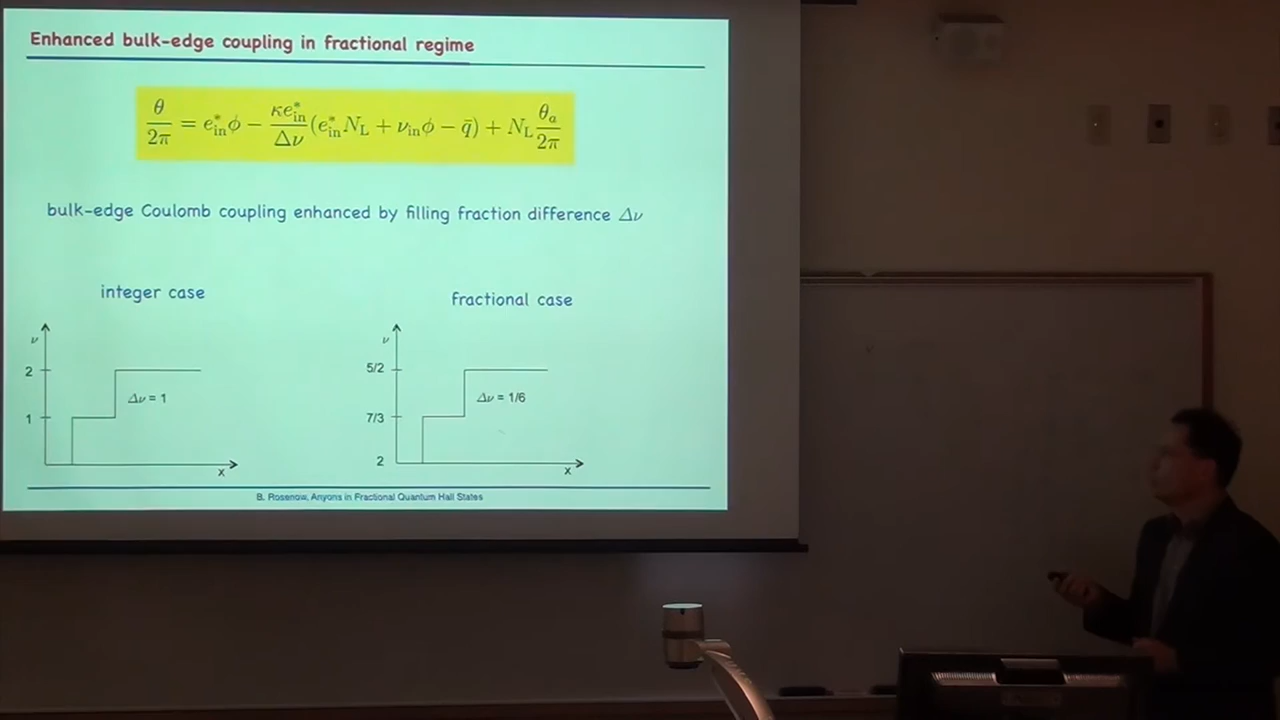 Enhanced bulk-edge coupling in fractional regime
θ/2π = e*_in ϕ − κe*_in/Δν (e*_in N_L + ν_in ϕ − q̄) + N_L θ_a/2π
bulk-edge Coulomb coupling enhanced by filling fraction difference Δν
integer case
fractional case
ν
2
Δν = 1
1
x
ν
5/2
Δν = 1/6
7/3
2
x
B. Rosenow, Anyons in Fractional Quantum Hall States